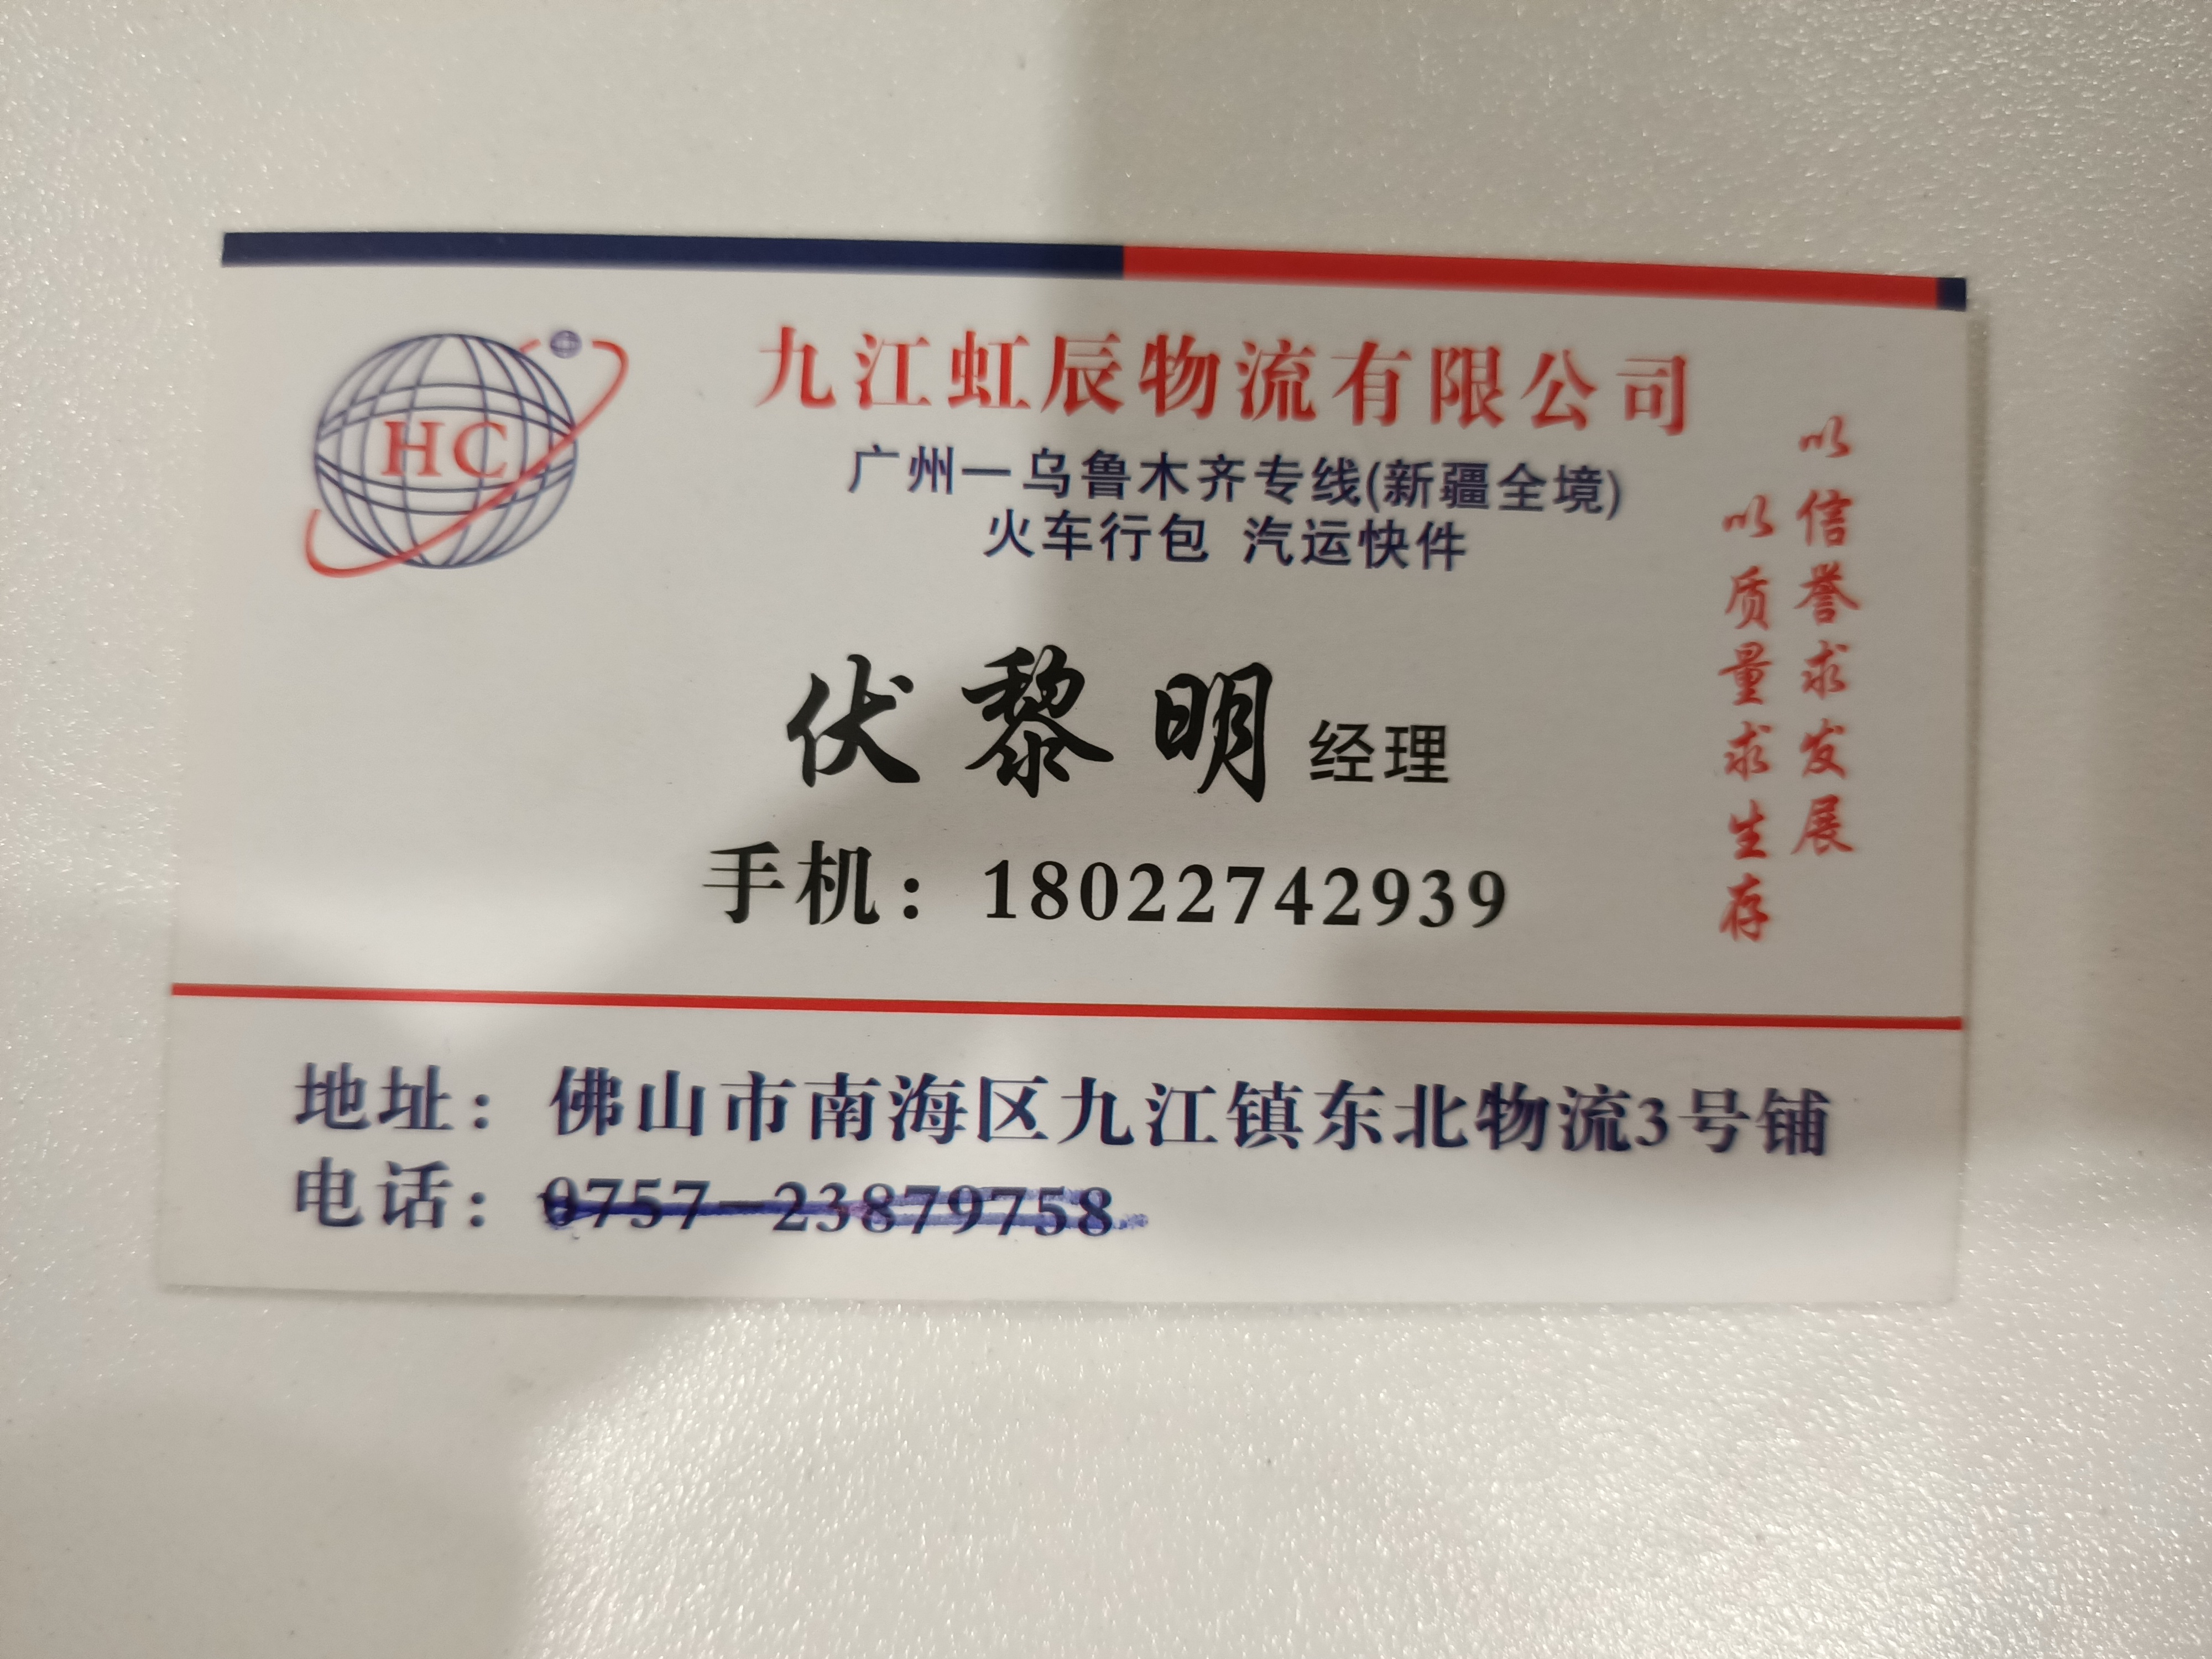 HC
九江虹辰物流有限公司
广州一乌鲁木齐专线(新疆全境)
火车行包 汽运快件
以信誉求发展
以质量求生存
伏黎明 经理
手机：18022742939
地址：佛山市南海区九江镇东北物流3号铺
电话：0757-23879758